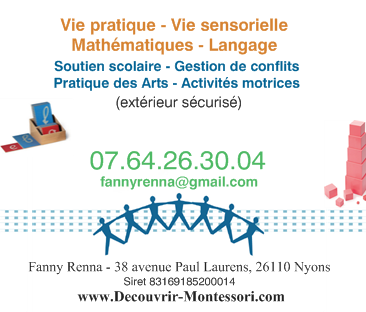 Vie pratique - Vie sensorielle
Mathématiques - Langage
Soutien scolaire - Gestion de conflits
Pratique des Arts - Activités motrices
(extérieur sécurisé)
07.64.26.30.04
fannyrenna@gmail.com
Fanny Renna - 38 avenue Paul Laurens, 26110 Nyons
Siret 83169185200014
www.Decouvrir-Montessori.com